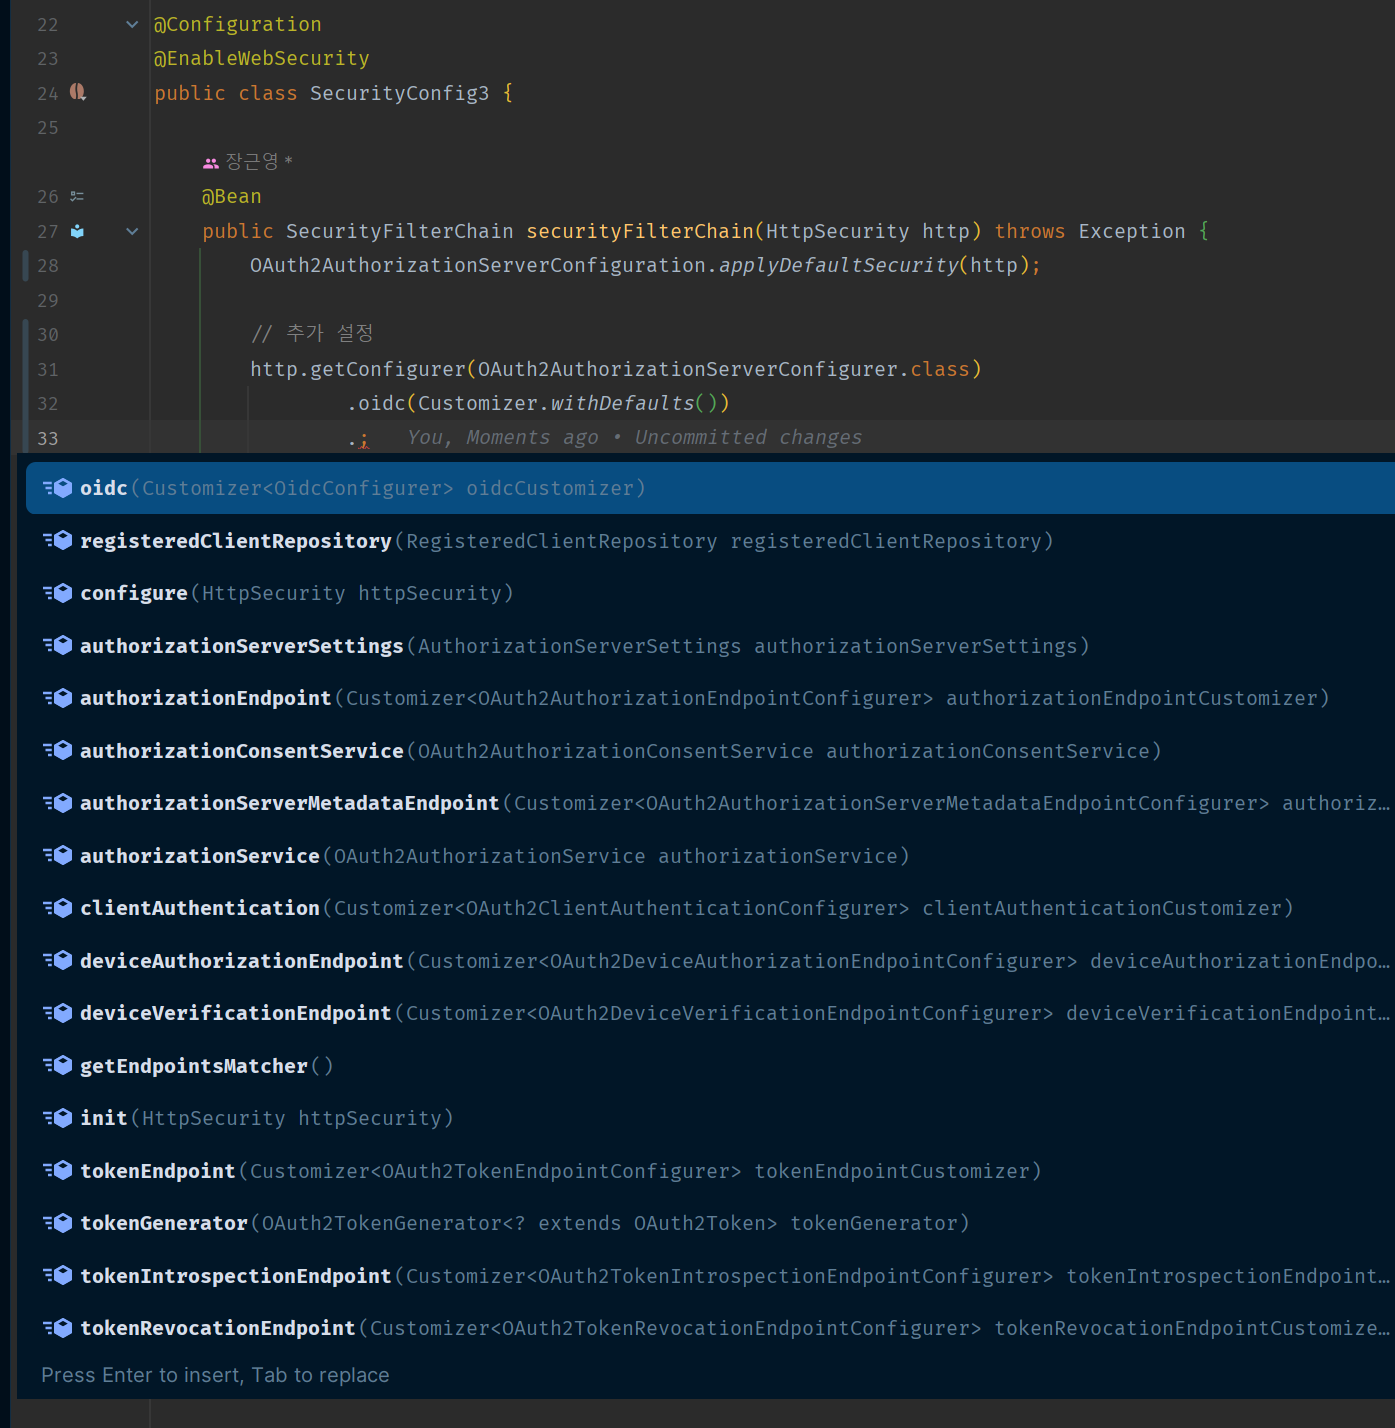 22 @Configuration
23 @EnableWebSecurity
24 public class SecurityConfig3 {
25
장근영 *
26 @Bean
27 public SecurityFilterChain securityFilterChain(HttpSecurity http) throws Exception {
28 OAuth2AuthorizationServerConfiguration.applyDefaultSecurity(http);
29
30 // 추가 설정
31 http.getConfigurer(OAuth2AuthorizationServerConfigurer.class)
32 .oidc(Customizer.withDefaults())
33 .; You, Moments ago • Uncommitted changes
oidc(Customizer<OidcConfigurer> oidcCustomizer)
registeredClientRepository(RegisteredClientRepository registeredClientRepository)
configure(HttpSecurity httpSecurity)
authorizationServerSettings(AuthorizationServerSettings authorizationServerSettings)
authorizationEndpoint(Customizer<OAuth2AuthorizationEndpointConfigurer> authorizationEndpointCustomizer)
authorizationConsentService(OAuth2AuthorizationConsentService authorizationConsentService)
authorizationServerMetadataEndpoint(Customizer<OAuth2AuthorizationServerMetadataEndpointConfigurer> authoriz…
authorizationService(OAuth2AuthorizationService authorizationService)
clientAuthentication(Customizer<OAuth2ClientAuthenticationConfigurer> clientAuthenticationCustomizer)
deviceAuthorizationEndpoint(Customizer<OAuth2DeviceAuthorizationEndpointConfigurer> deviceAuthorizationEndpo…
deviceVerificationEndpoint(Customizer<OAuth2DeviceVerificationEndpointConfigurer> deviceVerificationEndpoint…
getEndpointsMatcher()
init(HttpSecurity httpSecurity)
tokenEndpoint(Customizer<OAuth2TokenEndpointConfigurer> tokenEndpointCustomizer)
tokenGenerator(OAuth2TokenGenerator<? extends OAuth2Token> tokenGenerator)
tokenIntrospectionEndpoint(Customizer<OAuth2TokenIntrospectionEndpointConfigurer> tokenIntrospectionEndpoint…
tokenRevocationEndpoint(Customizer<OAuth2TokenRevocationEndpointConfigurer> tokenRevocationEndpointCustomize…
Press Enter to insert, Tab to replace